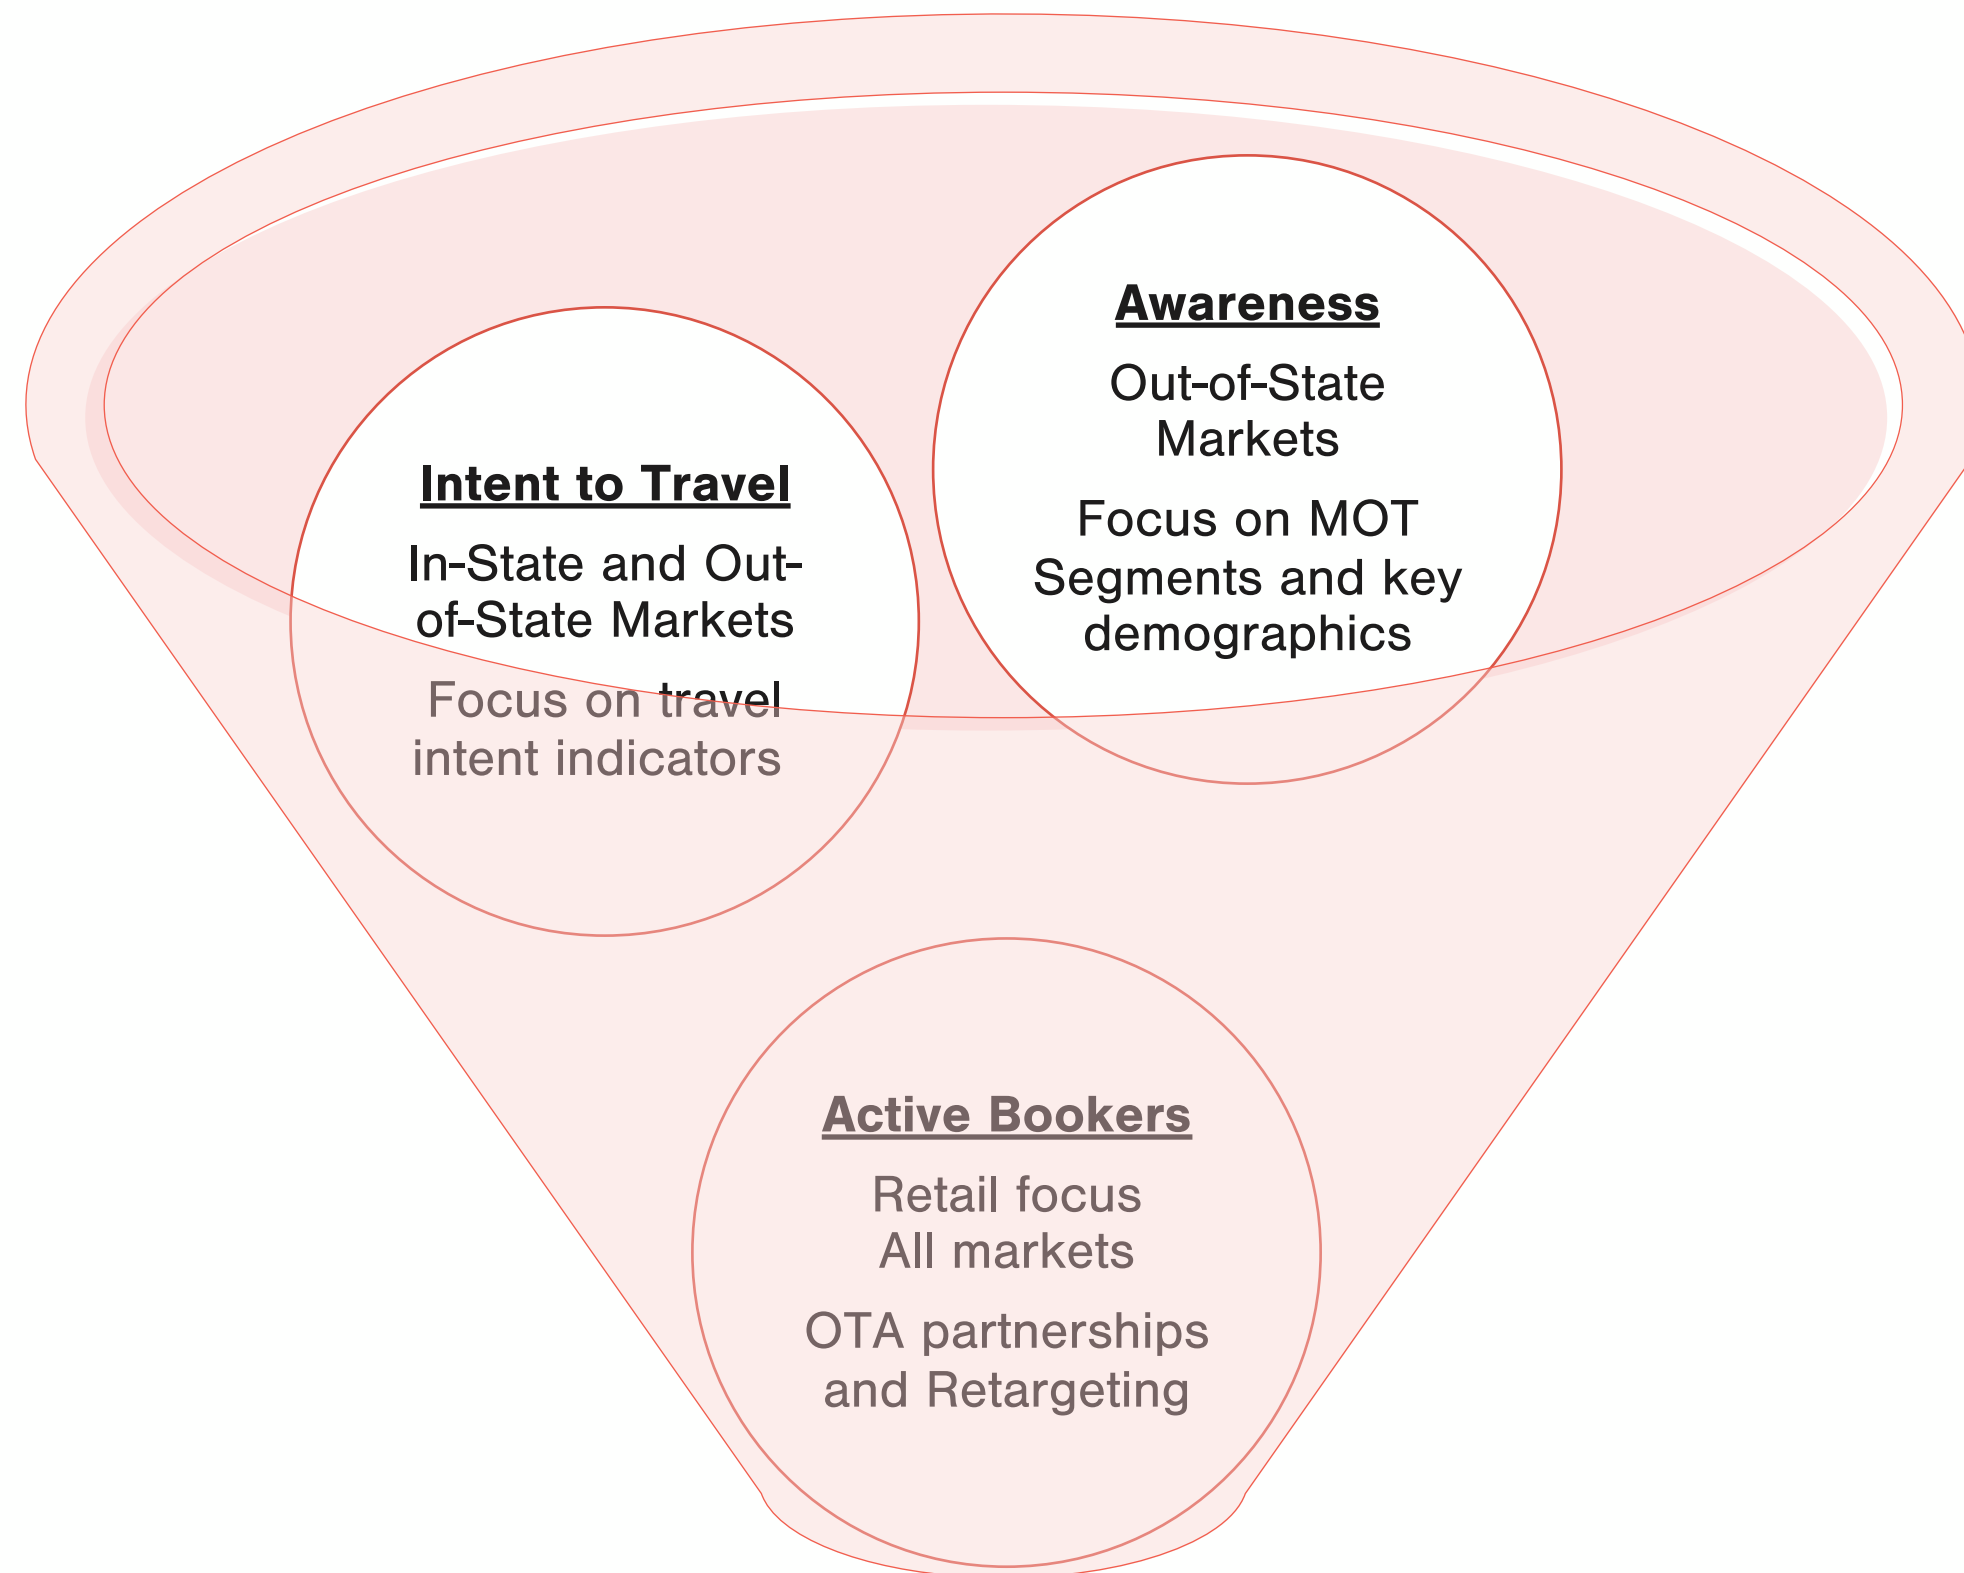 Awareness
Out-of-State
Markets
Focus on MOT
Segments and key
demographics
Intent to Travel
In-State and Out-
of-State Markets
Focus on travel
intent indicators
Active Bookers
Retail focus
All markets
OTA partnerships
and Retargeting